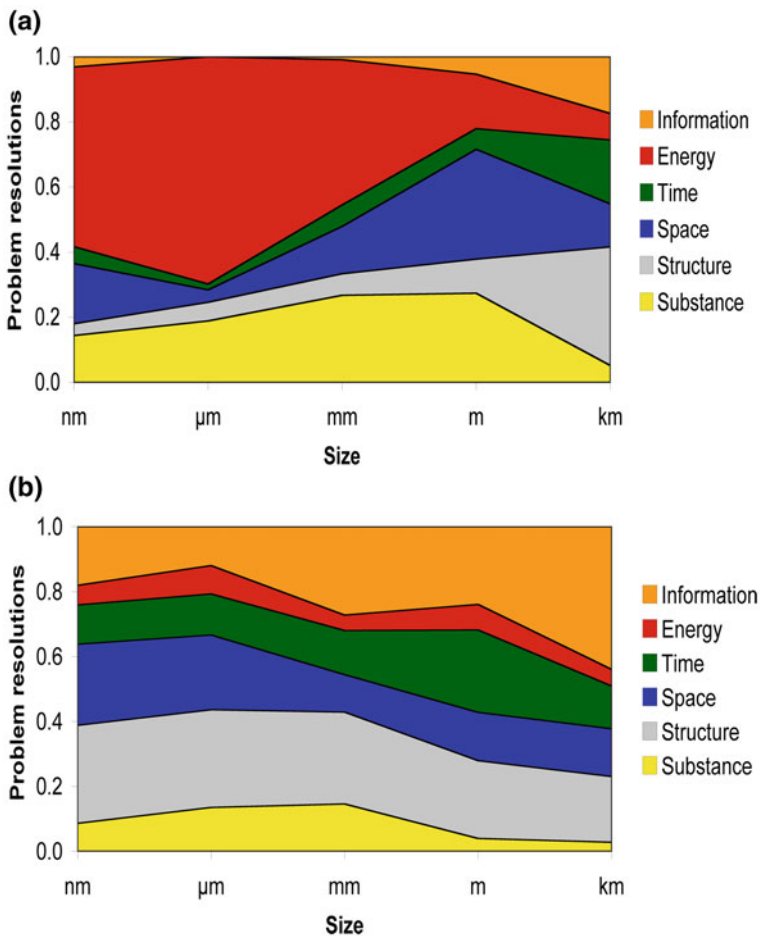 (a)
1.0
0.8
0.6
0.4
0.2
0.0
Problem resolutions
nm
µm
mm
m
km
Size
Information
Energy
Time
Space
Structure
Substance
(b)
1.0
0.8
0.6
0.4
0.2
0.0
Problem resolutions
nm
µm
mm
m
km
Size
Information
Energy
Time
Space
Structure
Substance